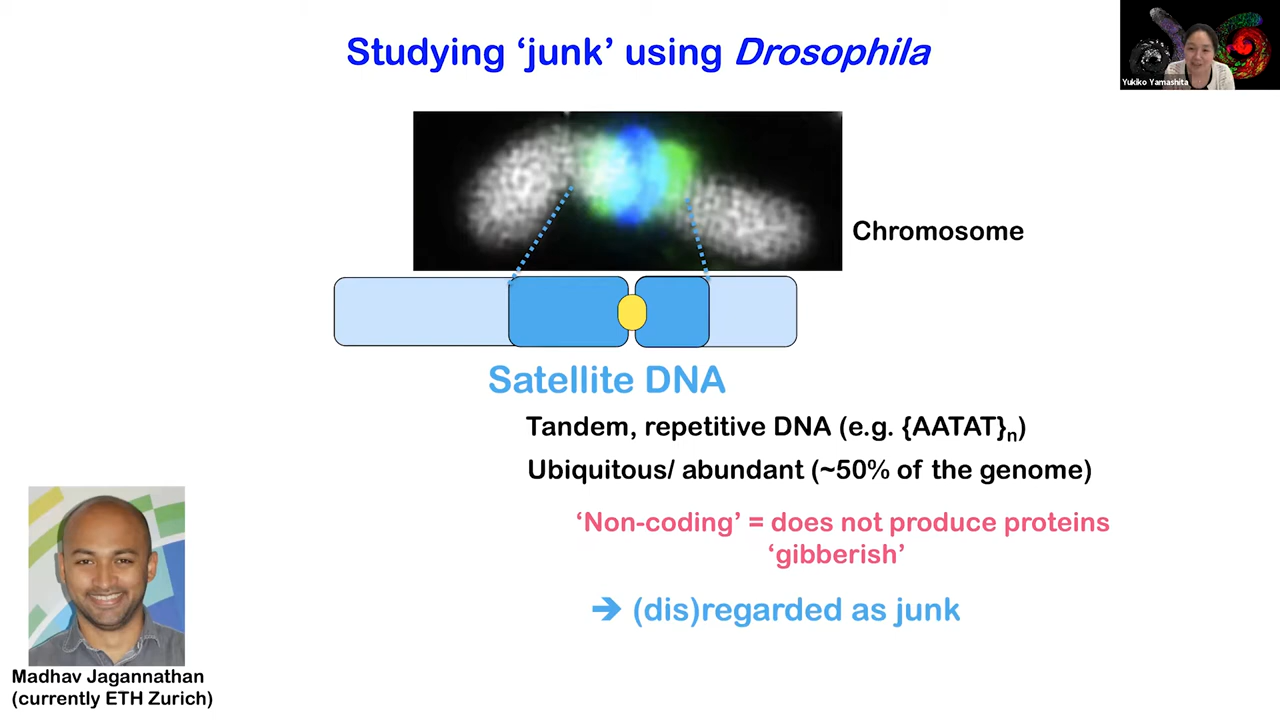 Studying ‘junk’ using Drosophila
Yukiko Yamashita
Chromosome
Satellite DNA
Tandem, repetitive DNA (e.g. {AATAT}n)
Ubiquitous/ abundant (~50% of the genome)
‘Non-coding’ = does not produce proteins
‘gibberish’
➔ (dis)regarded as junk
Madhav Jagannathan
(currently ETH Zurich)